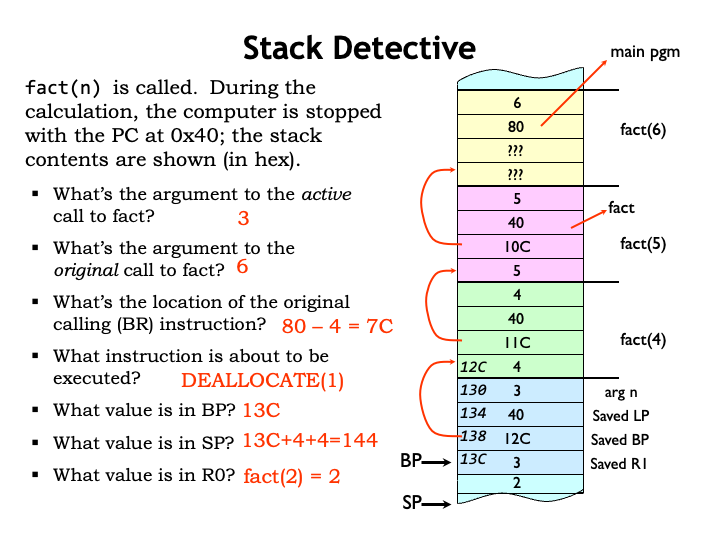 Stack Detective
fact(n) is called. During the
calculation, the computer is stopped
with the PC at 0x40; the stack
contents are shown (in hex).
▪ What's the argument to the active
call to fact? 3
▪ What's the argument to the
original call to fact? 6
▪ What's the location of the original
calling (BR) instruction? 80 – 4 = 7C
▪ What instruction is about to be
executed? DEALLOCATE(1)
▪ What value is in BP? 13C
▪ What value is in SP? 13C+4+4=144
▪ What value is in R0? fact(2) = 2
main pgm
6
80
fact(6)
???
???
5
fact
40
10C
fact(5)
5
4
40
11C
fact(4)
12C 4
130 3 arg n
134 40 Saved LP
138 12C Saved BP
BP 13C 3 Saved R1
2
SP